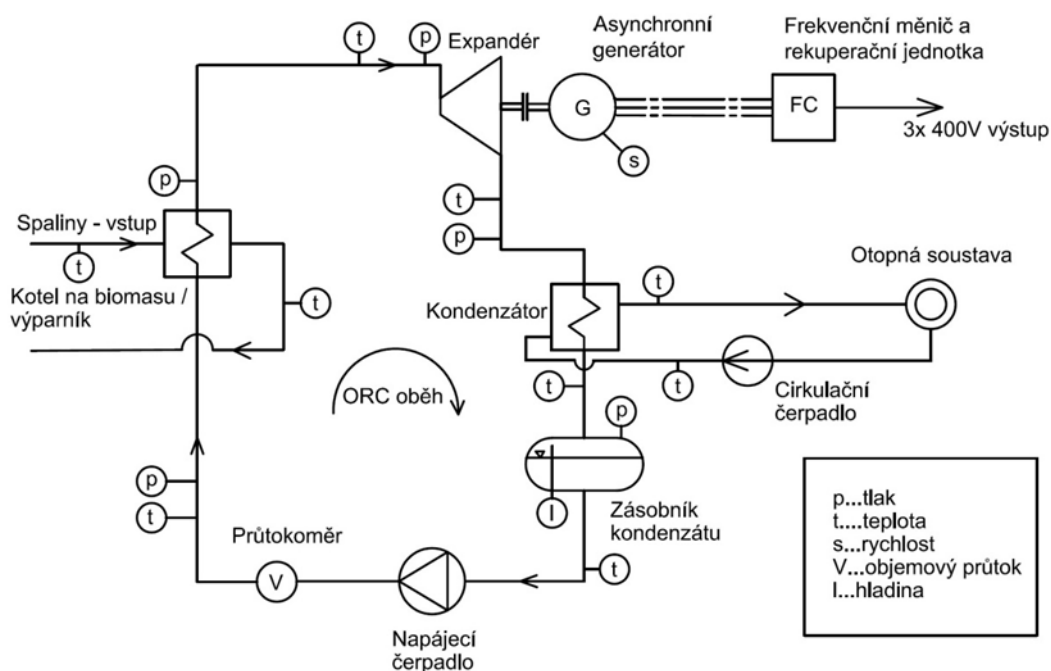 t
p
Expandér
Asynchronní
generátor
Frekvenční měnič a
rekuperační jednotka
G
FC
3x 400V výstup
s
p
t
p
Spaliny - vstup
t
t
Kotel na biomasu /
výparník
Kondenzátor
t
Otopná soustava
t
t
Cirkulační
čerpadlo
ORC oběh
p
l
Zásobník
kondenzátu
p
t
Průtokoměr
V
t
Napájecí
čerpadlo
p...tlak
t....teplota
s...rychlost
V...objemový průtok
l...hladina